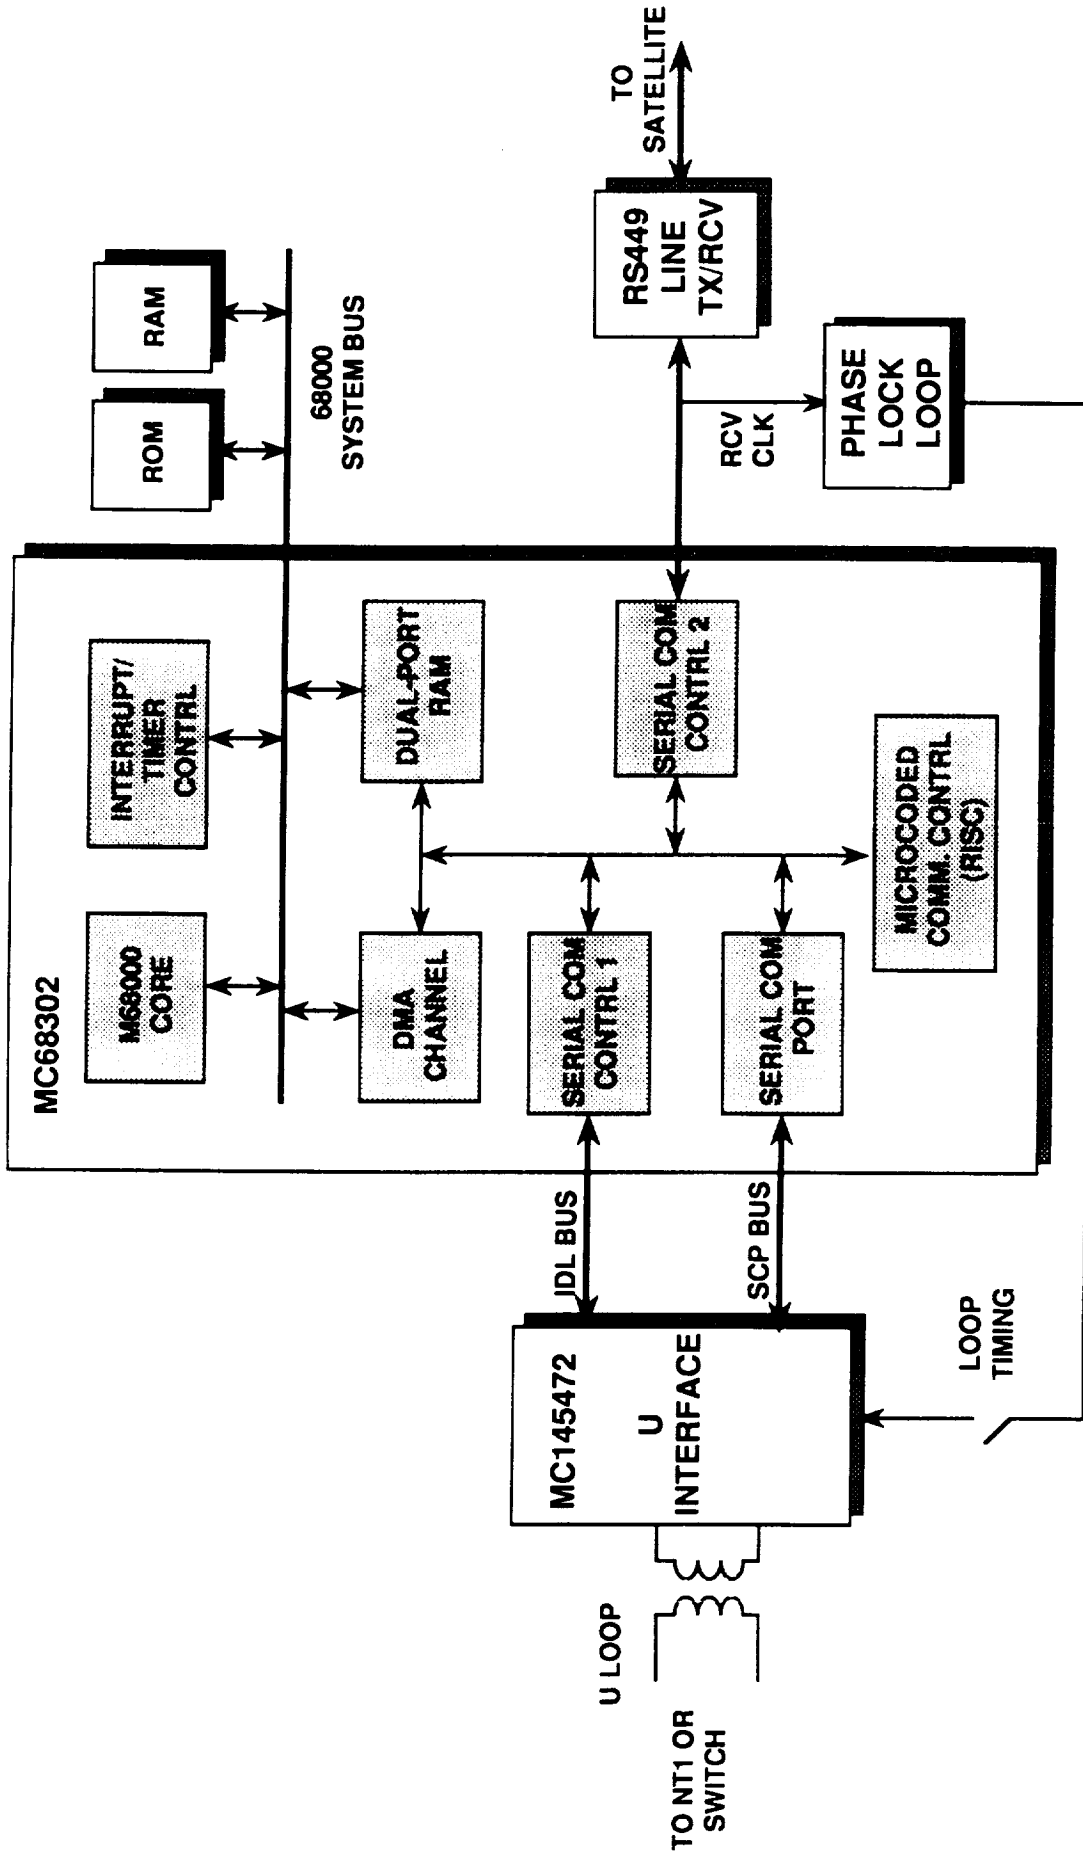 MC68302
M68000
CORE
INTERRUPT/
TIMER
CONTRL
ROM
RAM
68000
SYSTEM BUS
DMA
CHANNEL
DUAL-PORT
RAM
SERIAL COM
CONTRL 1
SERIAL COM
CONTRL 2
SERIAL COM
PORT
MICROCODED
COMM. CONTRL
(RISC)
IDL BUS
SCP BUS
MC145472
U
INTERFACE
U LOOP
TO NT1 OR
SWITCH
LOOP
TIMING
RS449
LINE
TX/RCV
TO
SATELLITE
RCV
CLK
PHASE
LOCK
LOOP